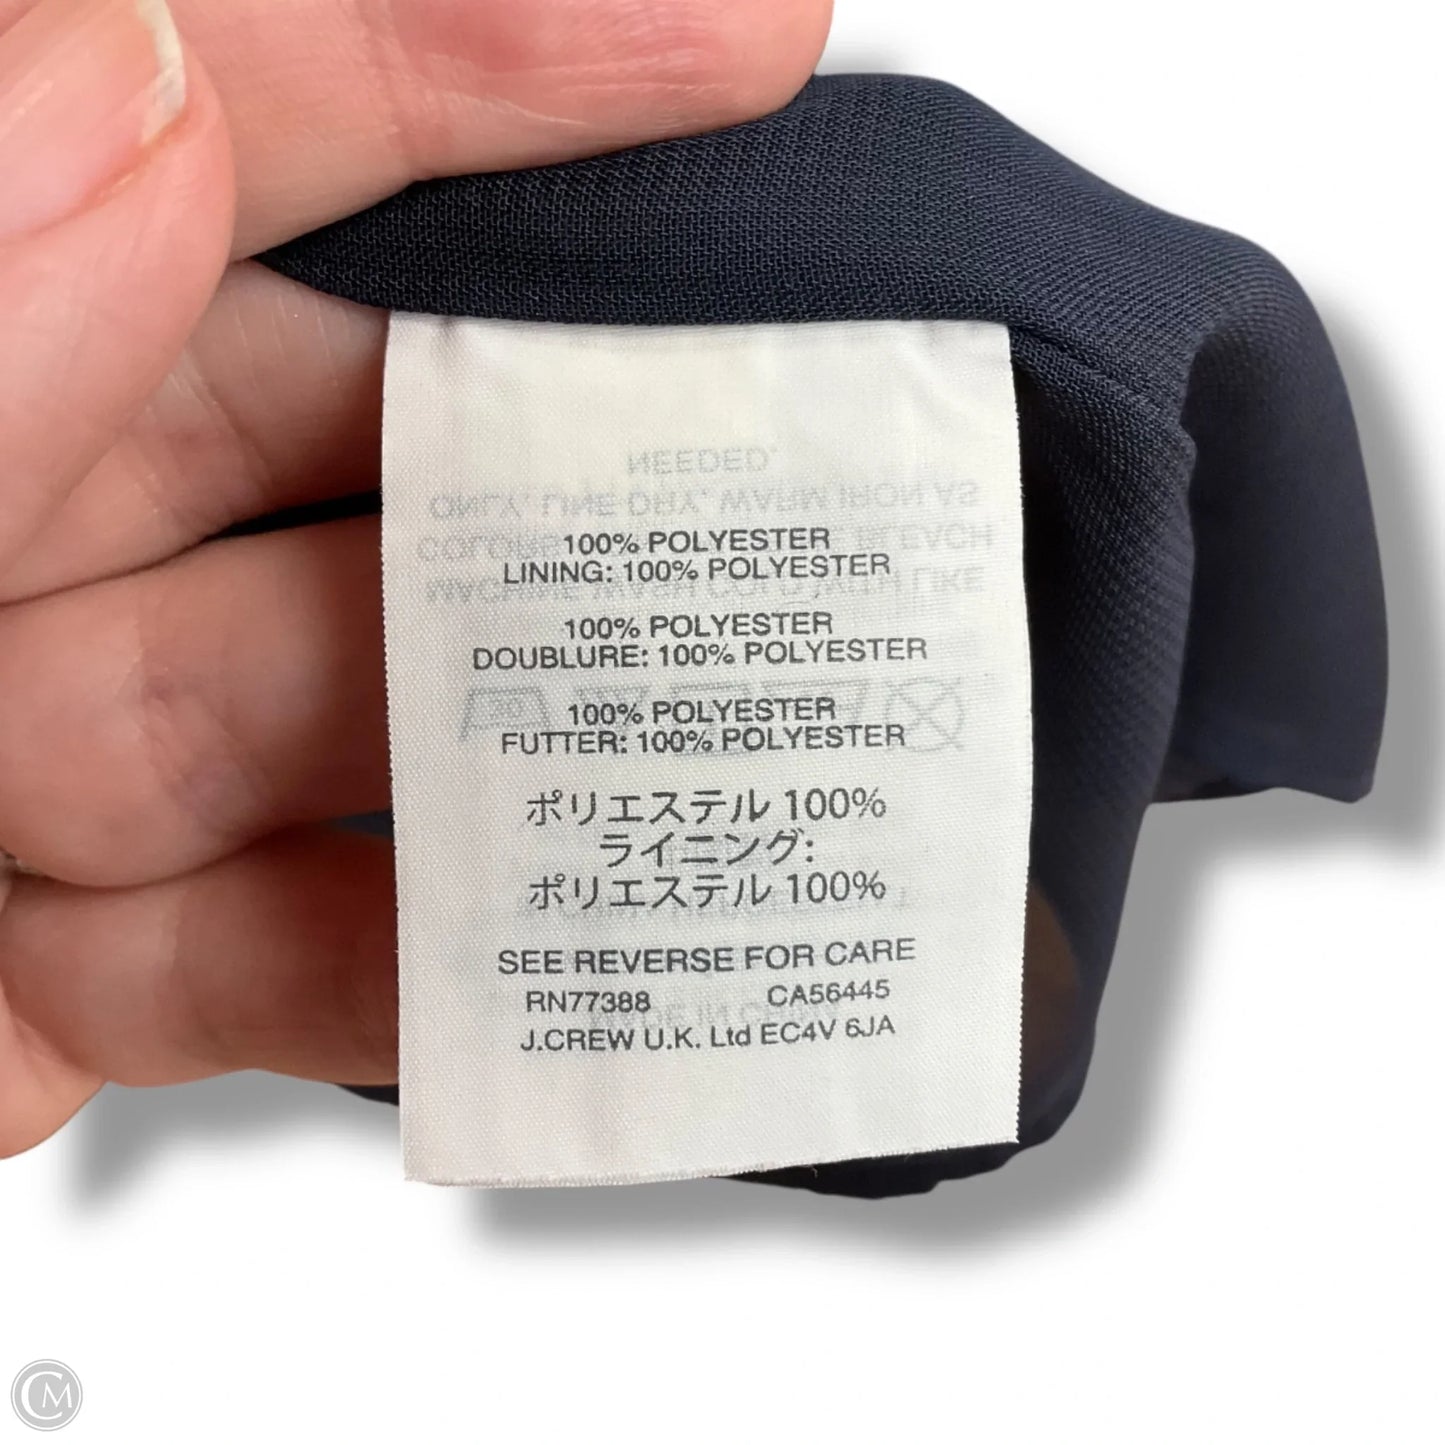 100% POLYESTER
LINING: 100% POLYESTER
100% POLYESTER
DOUBLURE: 100% POLYESTER
100% POLYESTER
FUTTER: 100% POLYESTER
ポリエステル 100%
ライニング:
ポリエステル 100%
SEE REVERSE FOR CARE
RN77388 CA56445
J.CREW U.K. Ltd EC4V 6JA
CM